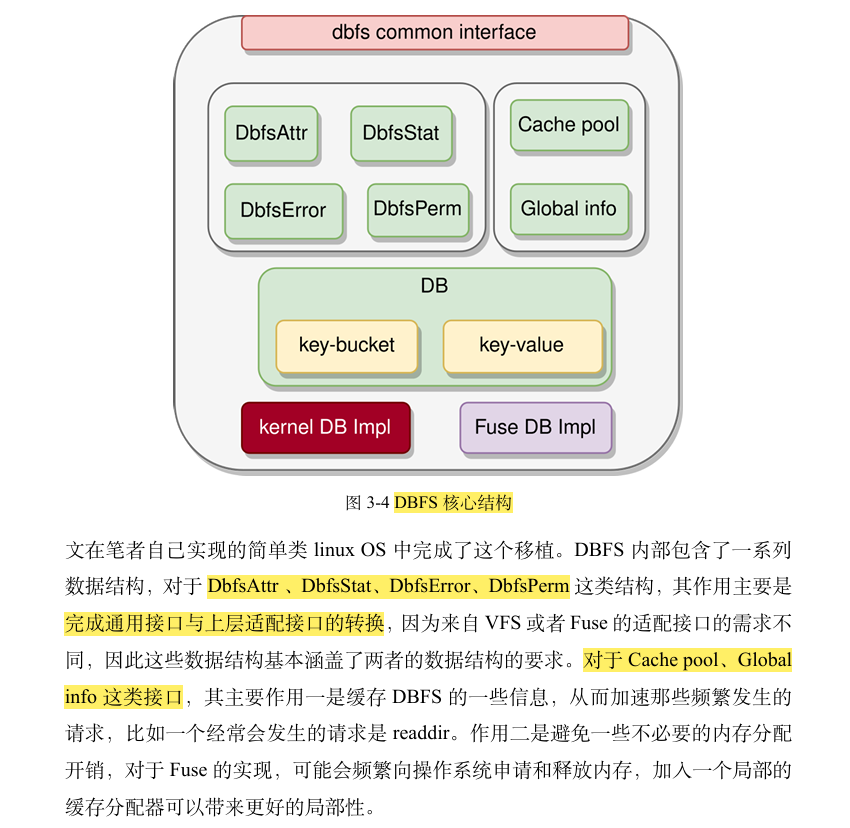 dbfs common interface
DbfsAttr
DbfsStat
Cache pool
DbfsError
DbfsPerm
Global info
DB
key-bucket
key-value
kernel DB Impl
Fuse DB Impl
图 3-4 DBFS 核心结构
文在笔者自己实现的简单类 linux OS 中完成了这个移植。DBFS 内部包含了一系列
数据结构，对于 DbfsAttr 、DbfsStat、DbfsError、DbfsPerm 这类结构，其作用主要是
完成通用接口与上层适配接口的转换，因为来自 VFS 或者 Fuse 的适配接口的需求不
同，因此这些数据结构基本涵盖了两者的数据结构的要求。对于 Cache pool、Global
info 这类接口，其主要作用一是缓存 DBFS 的一些信息，从而加速那些频繁发生的
请求，比如一个经常会发生的请求是 readdir。作用二是避免一些不必要的内存分配
开销，对于 Fuse 的实现，可能会频繁向操作系统申请和释放内存，加入一个局部的
缓存分配器可以带来更好的局部性。